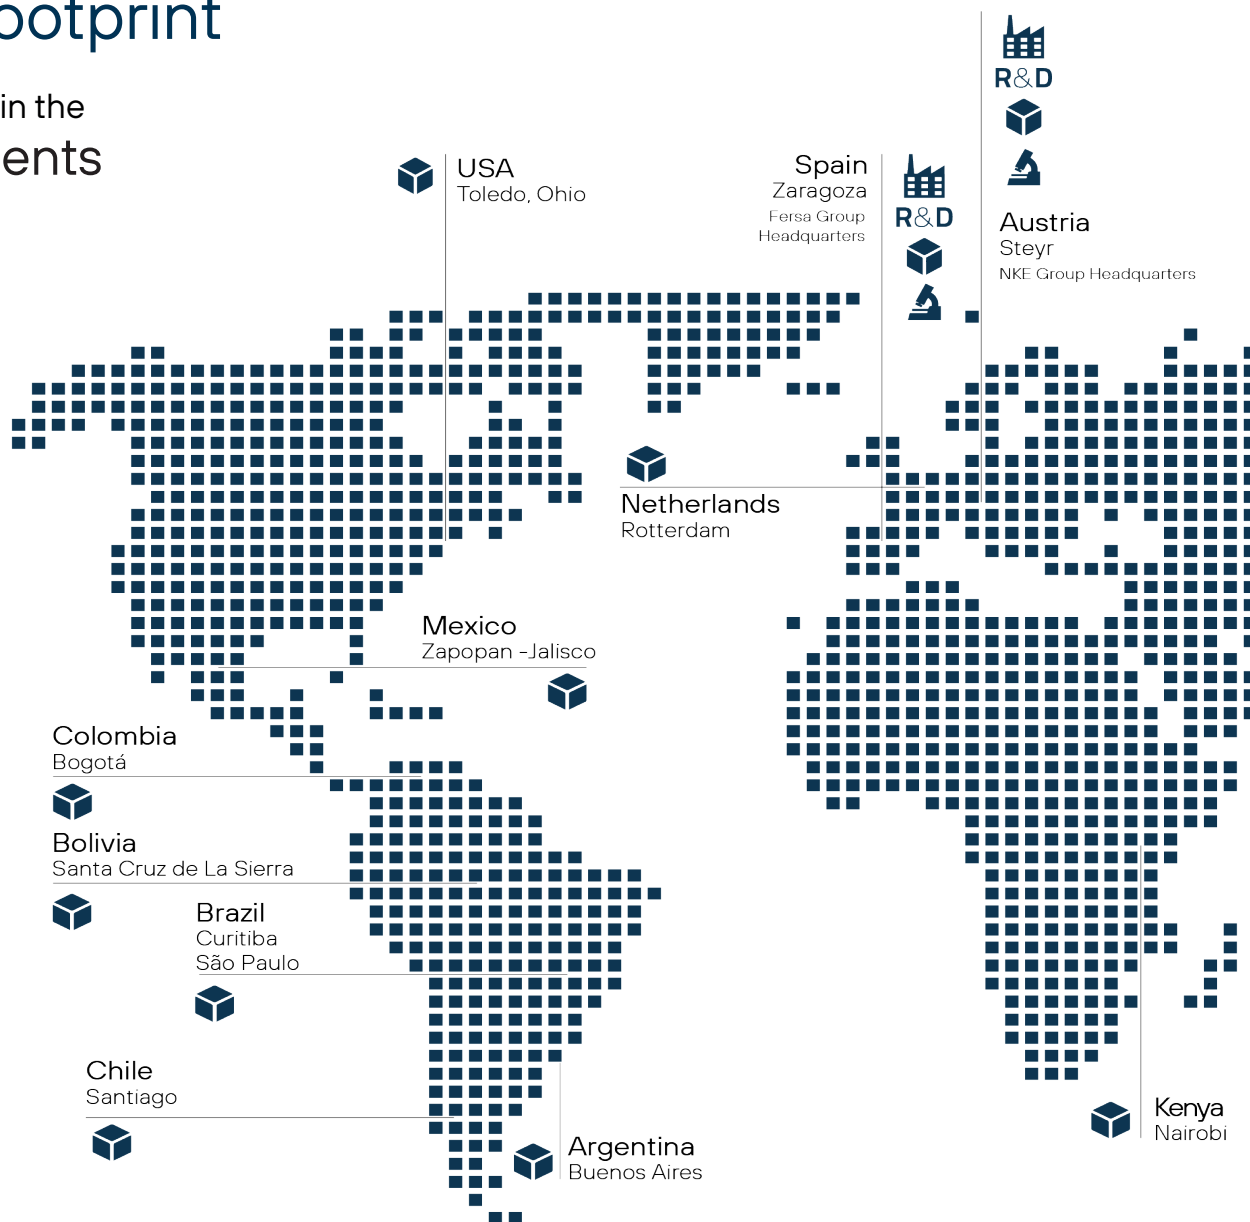 ootprint
in the
ents
R&D
USA
Toledo, Ohio
Spain
Zaragoza
Fersa Group
Headquarters
R&D
Austria
Steyr
NKE Group Headquarters
Netherlands
Rotterdam
Mexico
Zapopan -Jalisco
Colombia
Bogotá
Bolivia
Santa Cruz de La Sierra
Brazil
Curitiba
São Paulo
Chile
Santiago
Argentina
Buenos Aires
Kenya
Nairobi